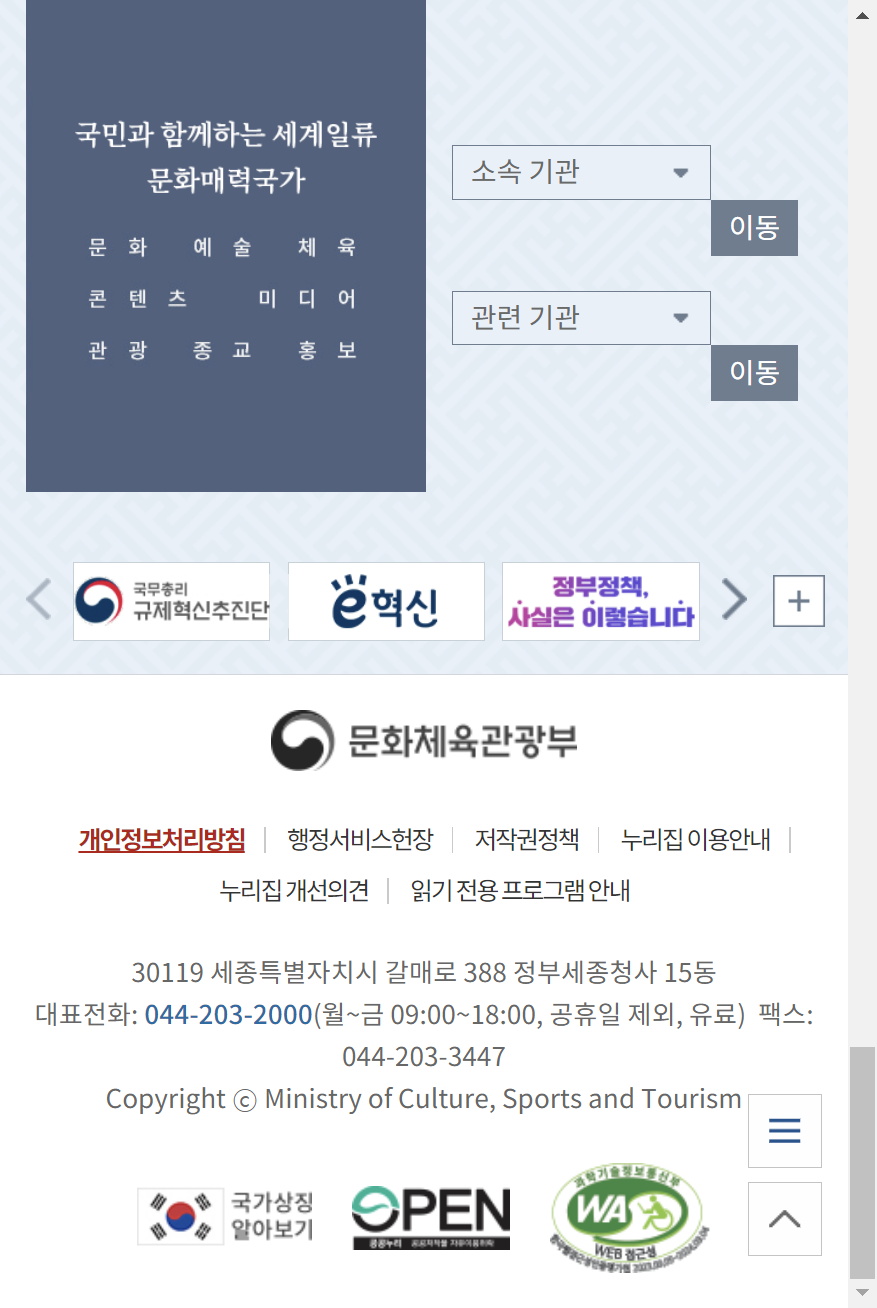 국민과 함께하는 세계일류
문화매력국가
문화 예술 체육
콘텐츠 미디어
관광 종교 홍보
소속 기관
이동
관련 기관
이동
국무총리
규제혁신추진단
e혁신
정부정책,
사실은 이렇습니다
문화체육관광부
개인정보처리방침 | 행정서비스헌장 | 저작권정책 | 누리집 이용안내 |
누리집 개선의견 | 읽기 전용 프로그램 안내
30119 세종특별자치시 갈매로 388 정부세종청사 15동
대표전화: 044-203-2000(월~금 09:00~18:00, 공휴일 제외, 유료) 팩스:
044-203-3447
Copyright ⓒ Ministry of Culture, Sports and Tourism
국가상징
알아보기
OPEN
공공누리 공공저작물 자유이용허락
과학기술정보통신부
WA
WEB 접근성